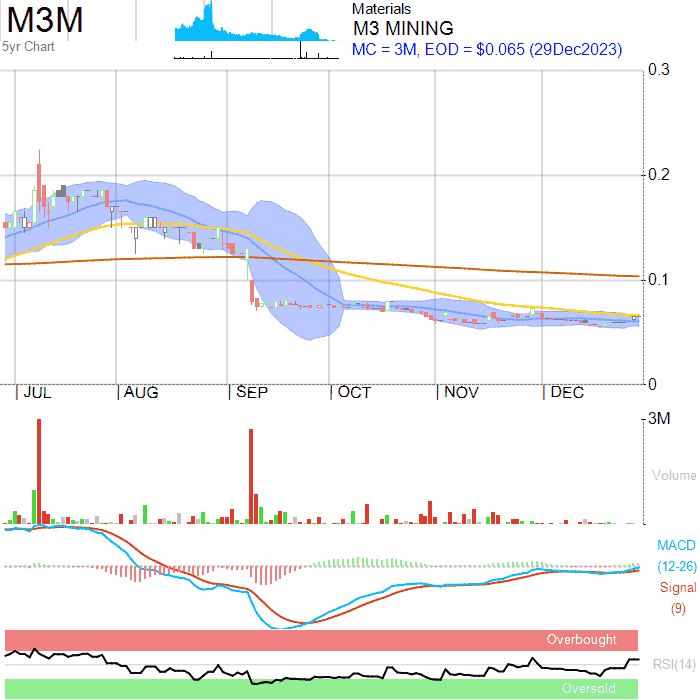 M3M
5yr Chart
Materials
M3 MINING
MC = 3M, EOD = $0.065 (29Dec2023)
0.3
0.2
0.1
0
JUL AUG SEP OCT NOV DEC
3M
Volume
MACD
(12-26)
Signal
(9)
Overbought
RSI(14)
Oversold